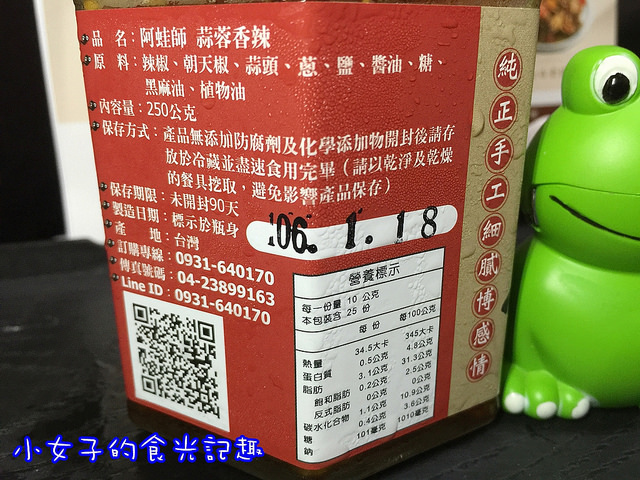 品 名：阿蛙師 蒜蓉香辣
原 料：辣椒、朝天椒、蒜頭、蔥、鹽、醬油、糖、
黑麻油、植物油
內容量：250公克
保存方式：產品無添加防腐劑及化學添加物開封後請存
放於冷藏並盡速食用完畢（請以乾淨及乾燥
的餐具挖取，避免影響產品保存）
保存期限：未開封90天
製造日期：標示於瓶身
產 地：台灣
訂購專線：0931-640170
傳真號碼：04-23899163
Line ID：0931-640170
106. 1. 18
營養標示
每一份量 10 公克
本包裝含 25 份
每份 每100公克
熱量 34.5大卡 345大卡
蛋白質 0.5公克 4.8公克
脂肪 3.1公克 31.3公克
飽和脂肪 0.2公克 2.5公克
反式脂肪 0公克 0公克
碳水化合物 1.1公克 10.9公克
糖 0.4公克 3.6公克
鈉 101毫克 1010毫克
純正手工細膩博感情
小女子的食光記趣